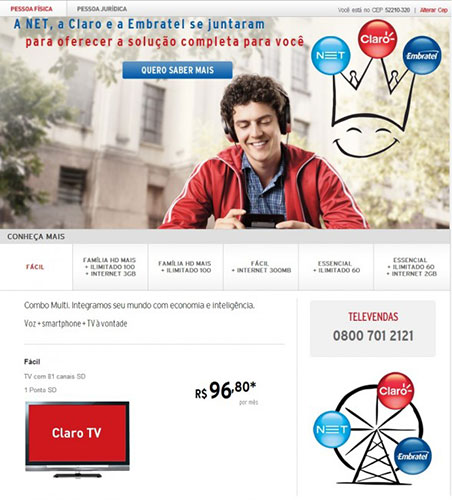 PESSOA FÍSICA PESSOA JURÍDICA Você está no CEP 52210-320 | Alterar Cep
A NET, a Claro e a Embratel se juntaram
para oferecer a solução completa para você
QUERO SABER MAIS
NET Claro Embratel
CONHEÇA MAIS
FÁCIL
FAMÍLIA HD MAIS
+ ILIMITADO 100
+ INTERNET 3GB
FAMÍLIA HD MAIS
+ ILIMITADO 100
FÁCIL
+ INTERNET 300MB
ESSENCIAL
+ ILIMITADO 60
ESSENCIAL
+ ILIMITADO 60
+ INTERNET 2GB
Combo Multi. Integramos seu mundo com economia e inteligência.
Voz + smartphone + TV à vontade
Fácil
TV com 81 canais SD
1 Ponto SD
R$ 96,80*
por mês
Claro TV
TELEVENDAS
0800 701 2121
Claro
NET
Embratel